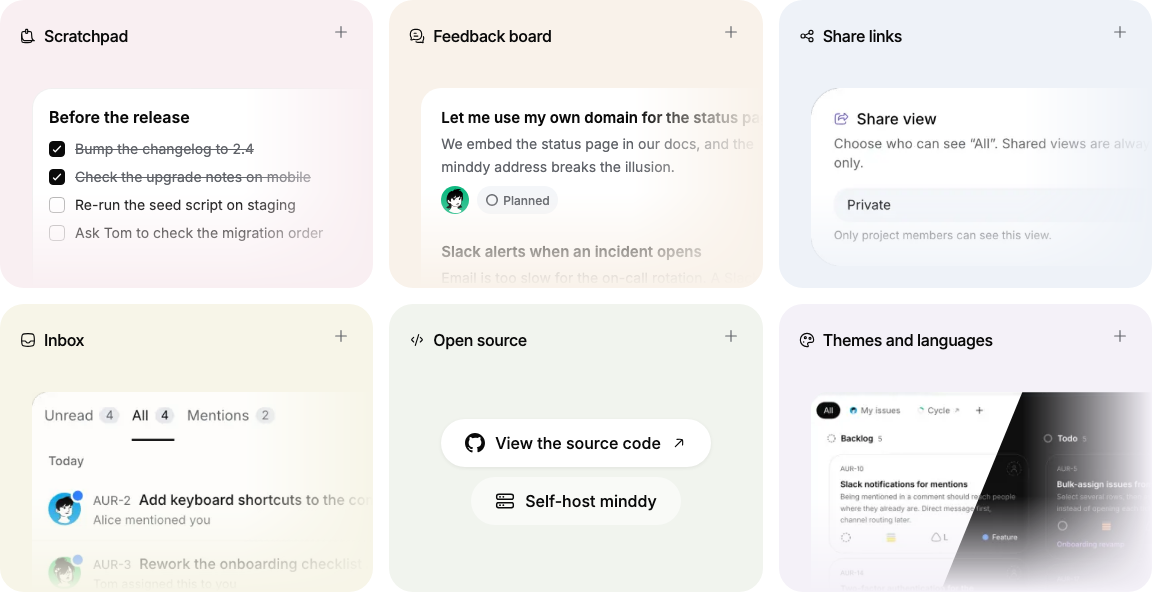 Scratchpad
Before the release
Bump the changelog to 2.4
Check the upgrade notes on mobile
Re-run the seed script on staging
Ask Tom to check the migration order
Feedback board
Let me use my own domain for the status pa
We embed the status page in our docs, and the
minddy address breaks the illusion.
Planned
Slack alerts when an incident opens
Email is too slow for the on-call rotation. A Sla
Share links
Share view
Choose who can see “All”. Shared views are alwa
only.
Private
Only project members can see this view.
Inbox
Unread 4 All 4 Mentions 2
Today
AUR-2 Add keyboard shortcuts to the co
Alice mentioned you
AUR-3 Rework the onboarding checklist
Tom assigned this to you
Open source
View the source code
Self-host minddy
Themes and languages
All My issues Cycle
Backlog 5
AUR-10
Slack notifications for mentions
Being mentioned in a comment should reach people
where they already are. Direct message first,
channel routing later.
L Feature
AUR-14
Todo 5
AUR-5
Bulk-assign issues fro
Select several rows,
instead of opening
Onboarding revamp